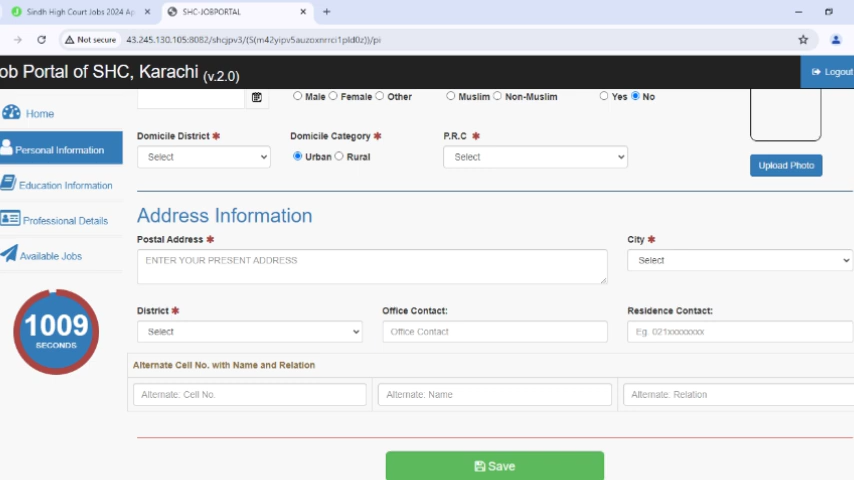 Sindh High Court Jobs 2024 Ap
SHC-JOBPORTAL
Not secure 43.245.130.105:8082/shcjpv3/(S(m42yipv5auzoxnrrci1pld0z))/pi
ob Portal of SHC, Karachi (v.2.0)
Logout
Home
Personal Information
Education Information
Professional Details
Available Jobs
1009
SECONDS
Male Female Other
Muslim Non-Muslim
Yes No
Domicile District *
Domicile Category *
P.R.C *
Select
Urban Rural
Select
Upload Photo
Address Information
Postal Address *
City *
ENTER YOUR PRESENT ADDRESS
Select
District *
Office Contact:
Residence Contact:
Select
Office Contact
Eg. 021xxxxxxxx
Alternate Cell No. with Name and Relation
Alternate: Cell No.
Alternate: Name
Alternate: Relation
Save